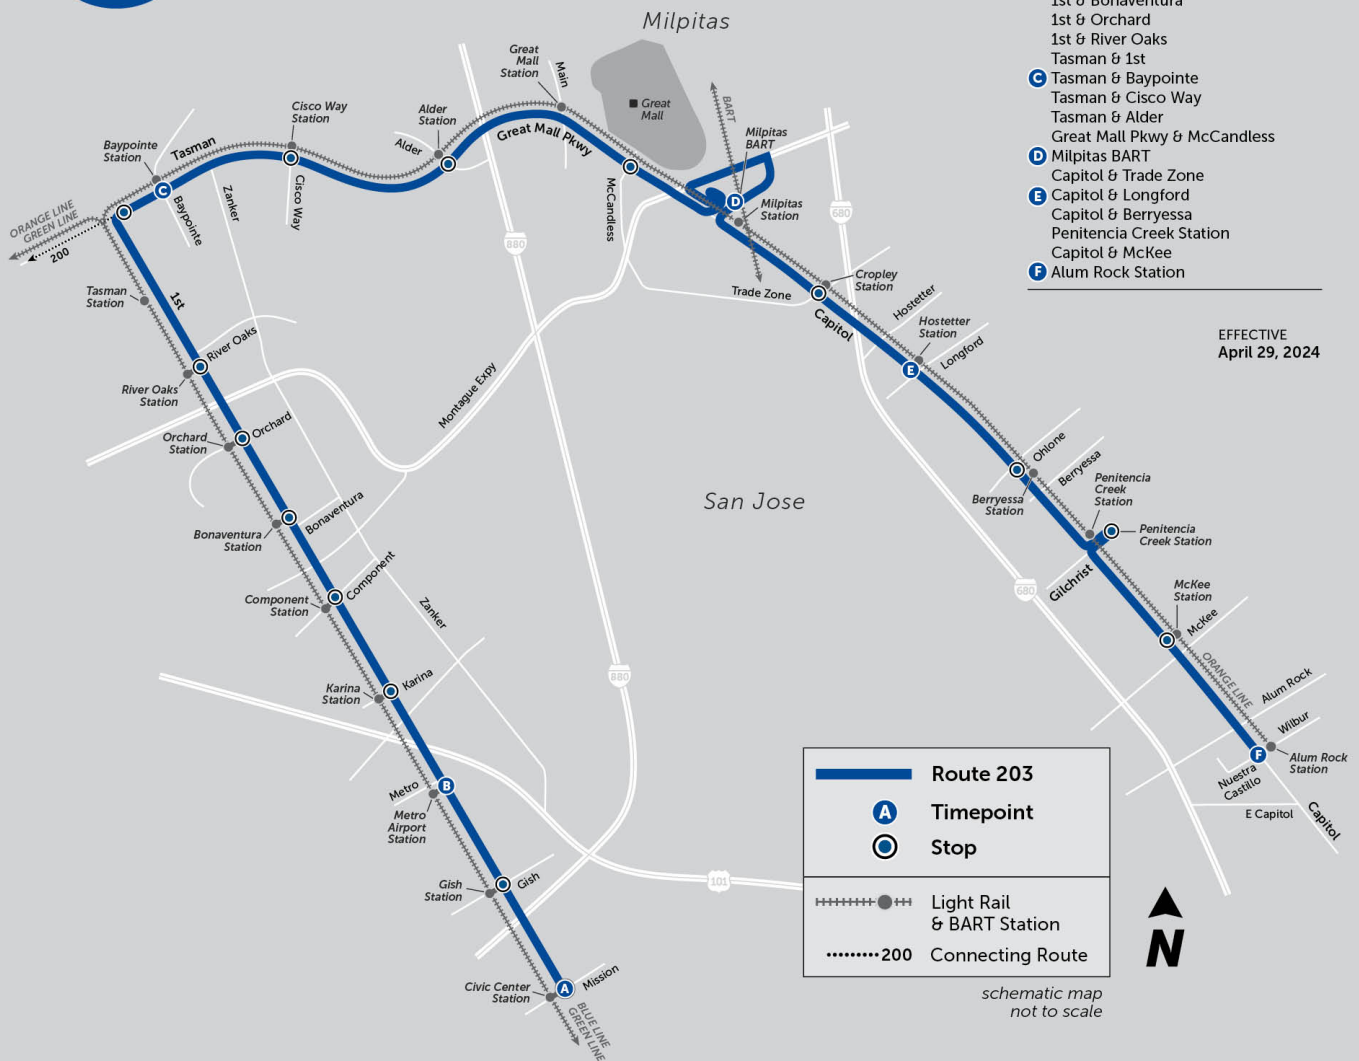 1st & Bonaventura
1st & Orchard
1st & River Oaks
Tasman & 1st
C Tasman & Baypointe
Tasman & Cisco Way
Tasman & Alder
Great Mall Pkwy & McCandless
D Milpitas BART
Capitol & Trade Zone
E Capitol & Longford
Capitol & Berryessa
Penitencia Creek Station
Capitol & McKee
F Alum Rock Station
EFFECTIVE
April 29, 2024
Milpitas
Great
Mall
Station
Main
Great
Mall
BART
Milpitas
BART
Cisco Way
Station
Alder
Station
Alder
Great Mall Pkwy
Baypointe
Station
Tasman
C
Baypointe
Zanker
Cisco Way
McCandless
D
Milpitas
Station
680
880
ORANGE LINE
GREEN LINE
200
Tasman
Station
1st
Trade Zone
Cropley
Station
Capitol
Hostetter
Hostetter
Station
Longford
E
River Oaks
River Oaks
Station
Montague Expy
Orchard
Orchard
Station
San Jose
Ohlone
Berryessa
Berryessa
Station
Penitencia
Creek
Station
Penitencia
Creek Station
Bonaventura
Bonaventura
Station
Component
Component
Station
Zanker
Gilchrist
680
McKee
Station
McKee
ORANGE LINE
Alum Rock
Wilbur
F
Alum Rock
Station
Nuestra
Castillo
E Capitol
Capitol
Karina
Karina
Station
880
B
Metro
Metro
Airport
Station
Gish
Gish
Station
101
A
Mission
Civic Center
Station
BLUE LINE
GREEN LINE
Route 203
A Timepoint
Stop
Light Rail
& BART Station
200 Connecting Route
N
schematic map
not to scale